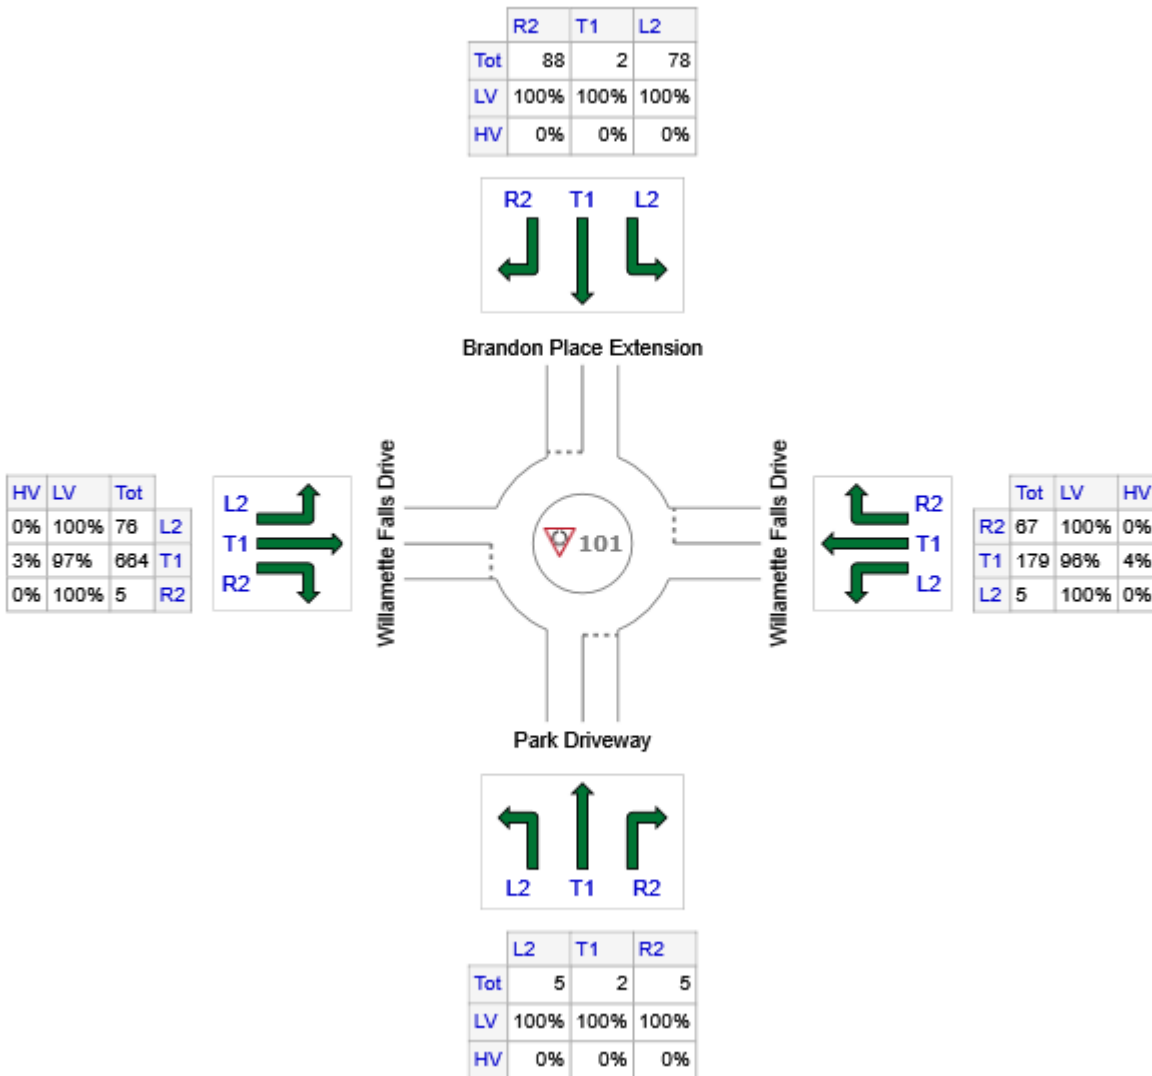 R2 T1 L2
Tot 88 2 78
LV 100% 100% 100%
HV 0% 0% 0%
R2 T1 L2
Brandon Place Extension
HV LV Tot
0% 100% 76 L2
3% 97% 664 T1
0% 100% 5 R2
L2
T1
R2
Willamette Falls Drive
101
Willamette Falls Drive
R2
T1
L2
Tot LV HV
R2 67 100% 0%
T1 179 96% 4%
L2 5 100% 0%
Park Driveway
L2 T1 R2
L2 T1 R2
Tot 5 2 5
LV 100% 100% 100%
HV 0% 0% 0%